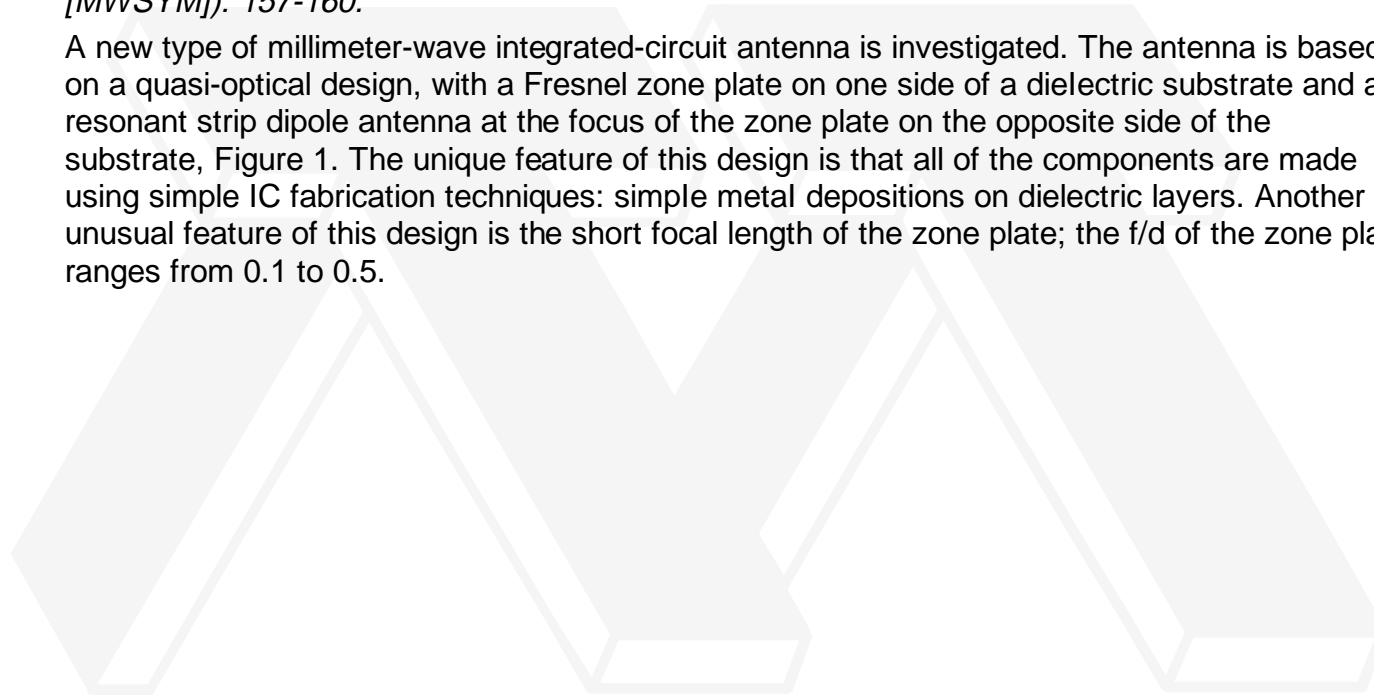 [MWSYM]). 157-160.
A new type of millimeter-wave integrated-circuit antenna is investigated. The antenna is based
on a quasi-optical design, with a Fresnel zone plate on one side of a dielectric substrate and a
resonant strip dipole antenna at the focus of the zone plate on the opposite side of the
substrate, Figure 1. The unique feature of this design is that all of the components are made
using simple IC fabrication techniques: simple metal depositions on dielectric layers. Another
unusual feature of this design is the short focal length of the zone plate; the f/d of the zone pla
ranges from 0.1 to 0.5.